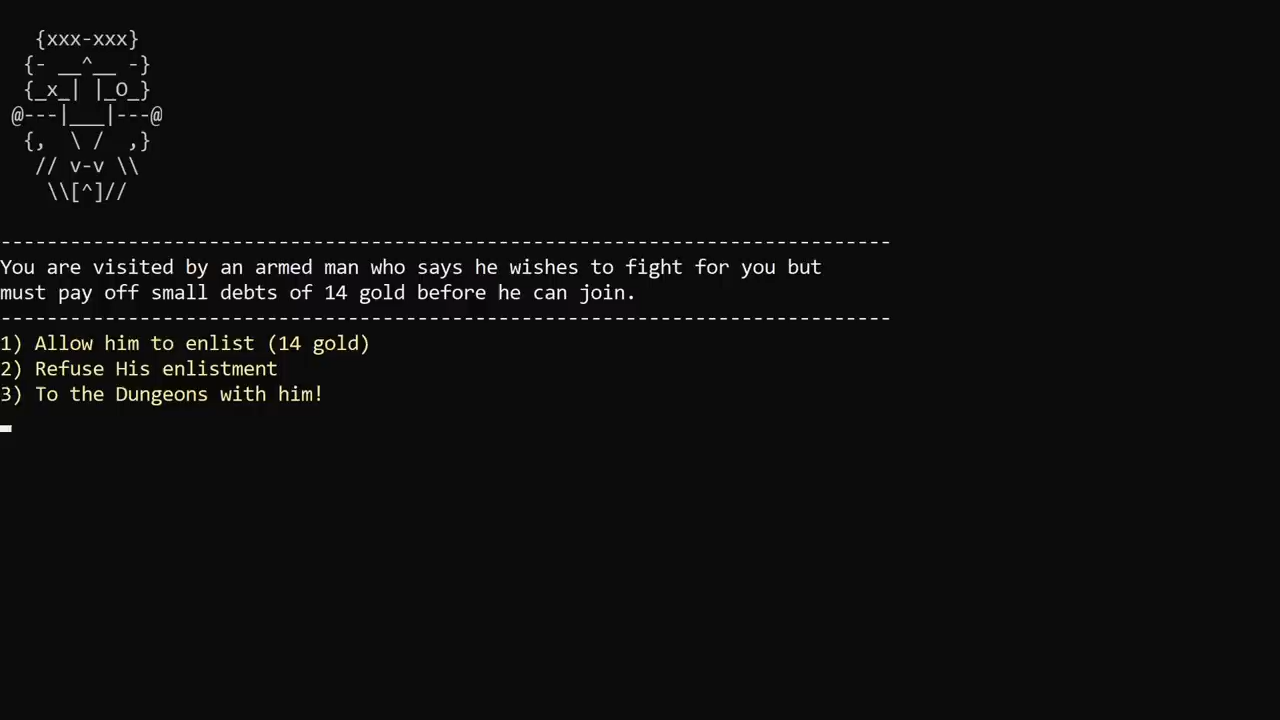 {xxx-xxx}
{- __^__ -}
{_x_| |_O_}
@---|___|---@
{,  \ /  ,}
// v-v \\
\\[^]//
-----------------------------------------------------------------------------
You are visited by an armed man who says he wishes to fight for you but
must pay off small debts of 14 gold before he can join.
-----------------------------------------------------------------------------
1) Allow him to enlist (14 gold)
2) Refuse His enlistment
3) To the Dungeons with him!